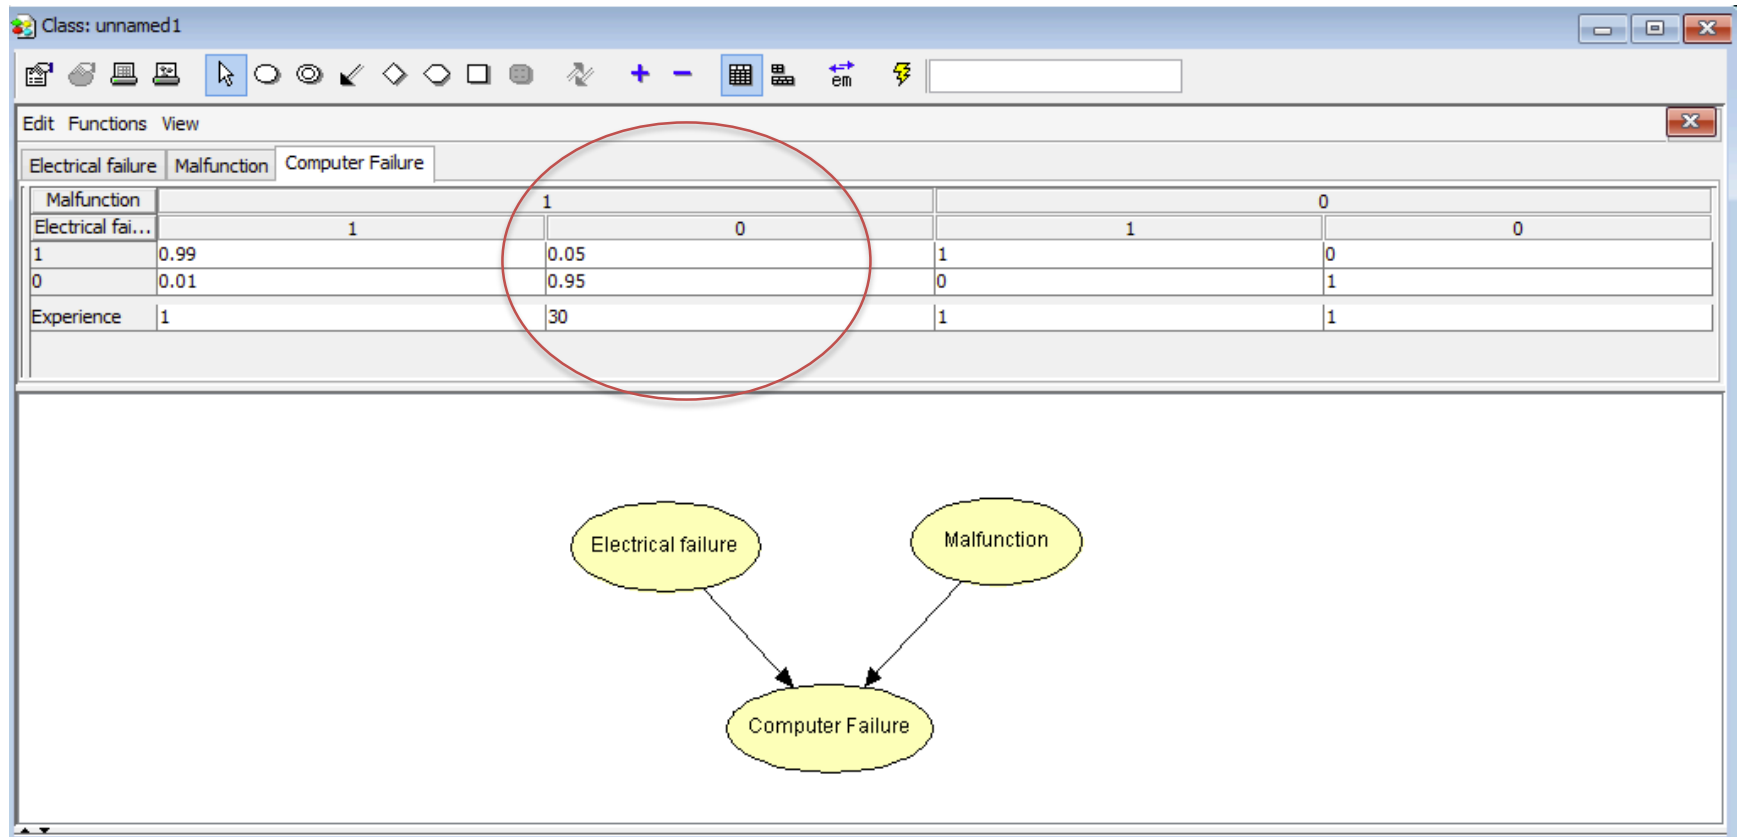 Class: unnamed1
em
Edit Functions View
Electrical failure Malfunction Computer Failure
Malfunction 1 0
Electrical fai... 1 0 1 0
1 0.99 0.05 1 0
0 0.01 0.95 0 1
Experience 1 30 1 1
Electrical failure Malfunction
Computer Failure